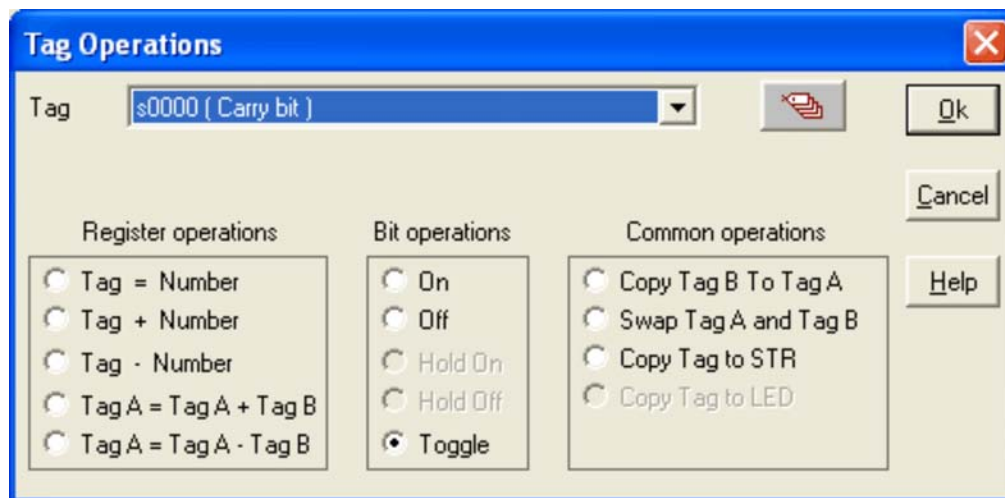 Tag Operations
Tag s0000 ( Carry bit ) Ok
Cancel
Register operations Bit operations Common operations
Tag = Number On Copy Tag B To Tag A Help
Tag + Number Off Swap Tag A and Tag B
Tag - Number Hold On Copy Tag to STR
Tag A = Tag A + Tag B Hold Off Copy Tag to LED
Tag A = Tag A - Tag B Toggle